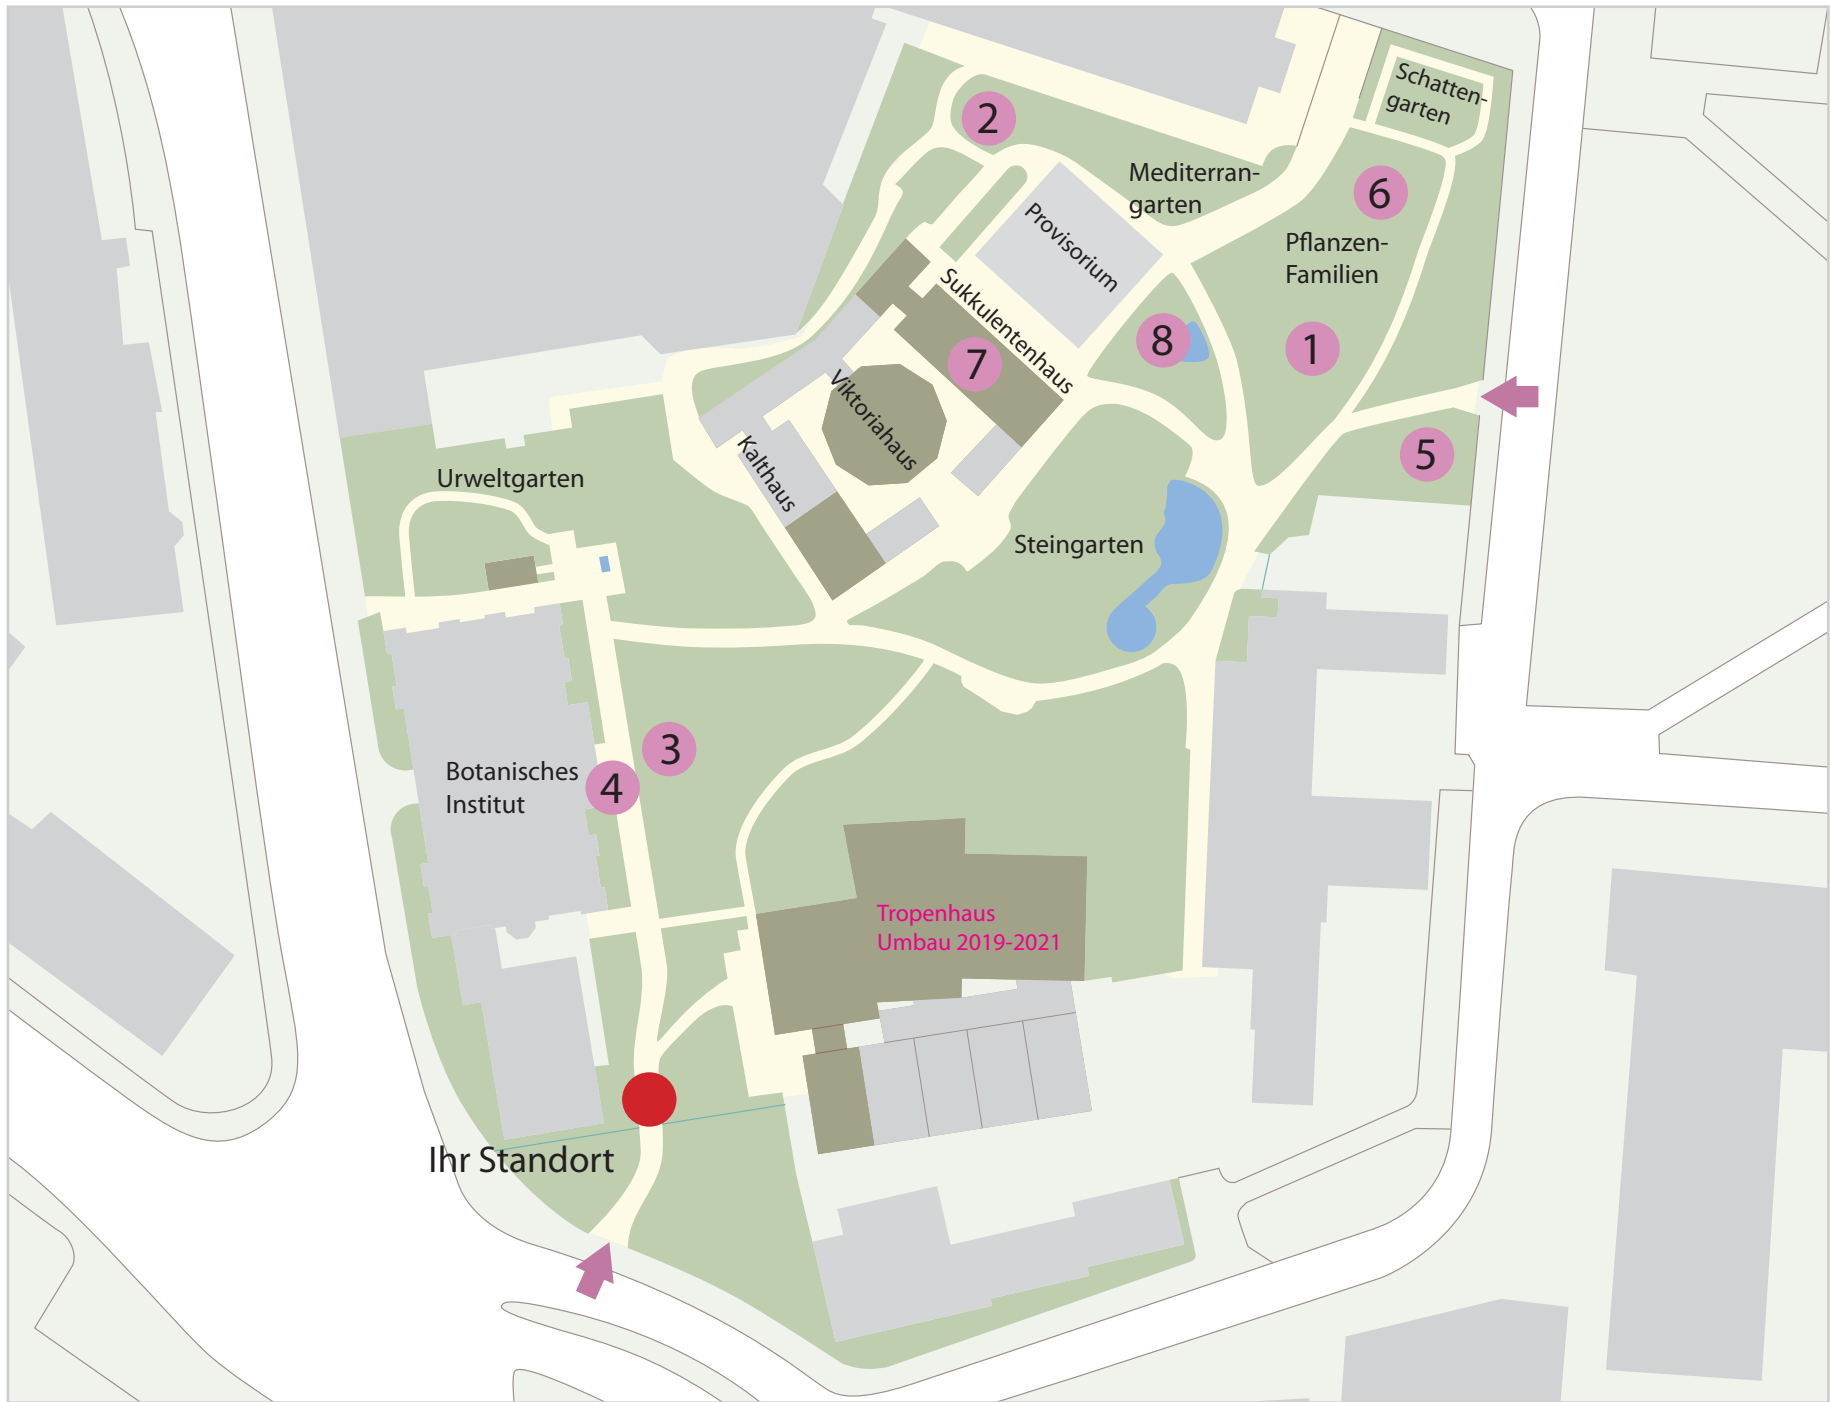 Schatten-
garten
2
Mediterran-
garten
6
Provisorium
Pflanzen-
Familien
Sukkulentenhaus
8
1
7
Viktoriahaus
5
Kalthaus
Urweltgarten
Steingarten
3
Botanisches
Institut
4
Tropenhaus
Umbau 2019-2021
Ihr Standort